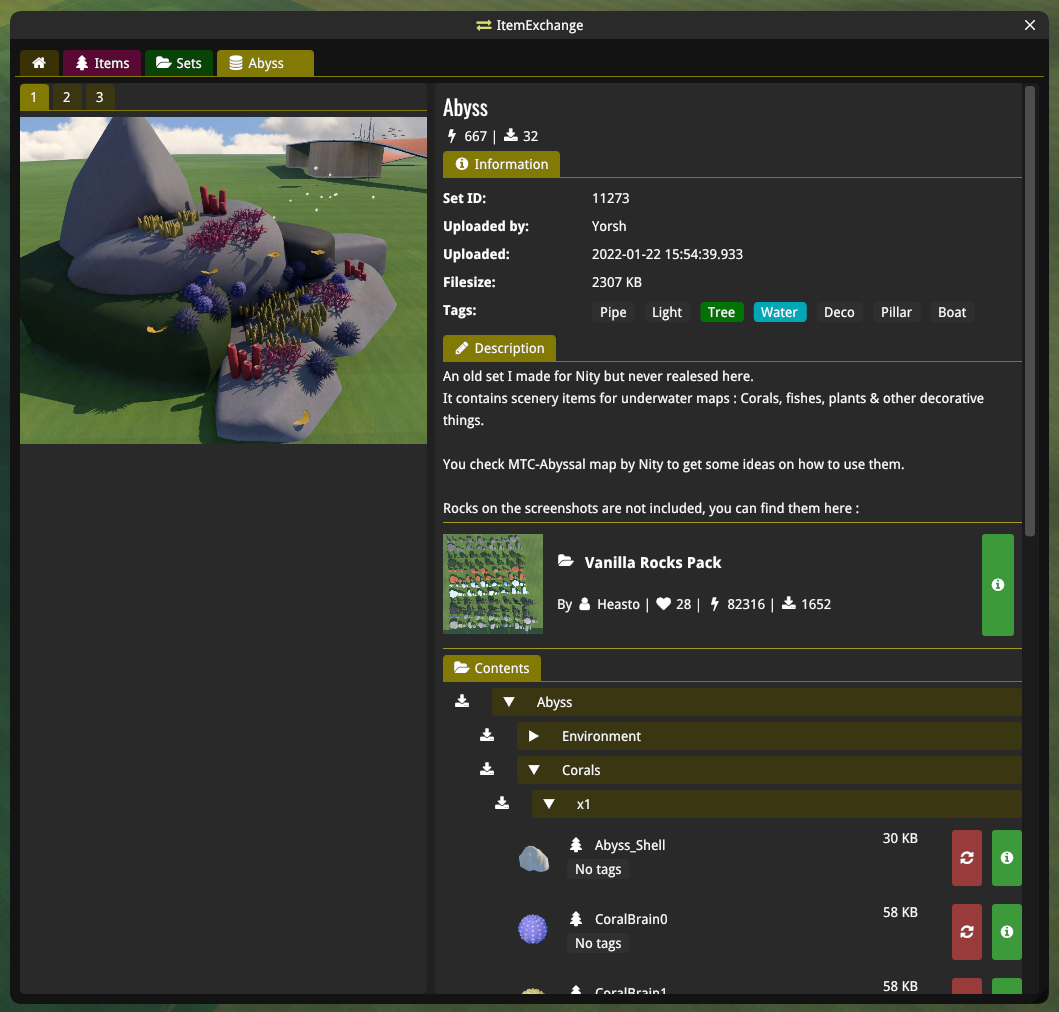 ItemExchange
Items
Sets
Abyss
1 2 3
Abyss
667 | 32
Information
Set ID: 11273
Uploaded by: Yorsh
Uploaded: 2022-01-22 15:54:39.933
Filesize: 2307 KB
Tags: Pipe Light Tree Water Deco Pillar Boat
Description
An old set I made for Nity but never realesed here.
It contains scenery items for underwater maps : Corals, fishes, plants & other decorative
things.
You check MTC-Abyssal map by Nity to get some ideas on how to use them.
Rocks on the screenshots are not included, you can find them here :
Vanilla Rocks Pack
By Heasto | 28 | 82316 | 1652
Contents
Abyss
Environment
Corals
x1
Abyss_Shell 30 KB
No tags
CoralBrain0 58 KB
No tags
CoralBrain1 58 KB